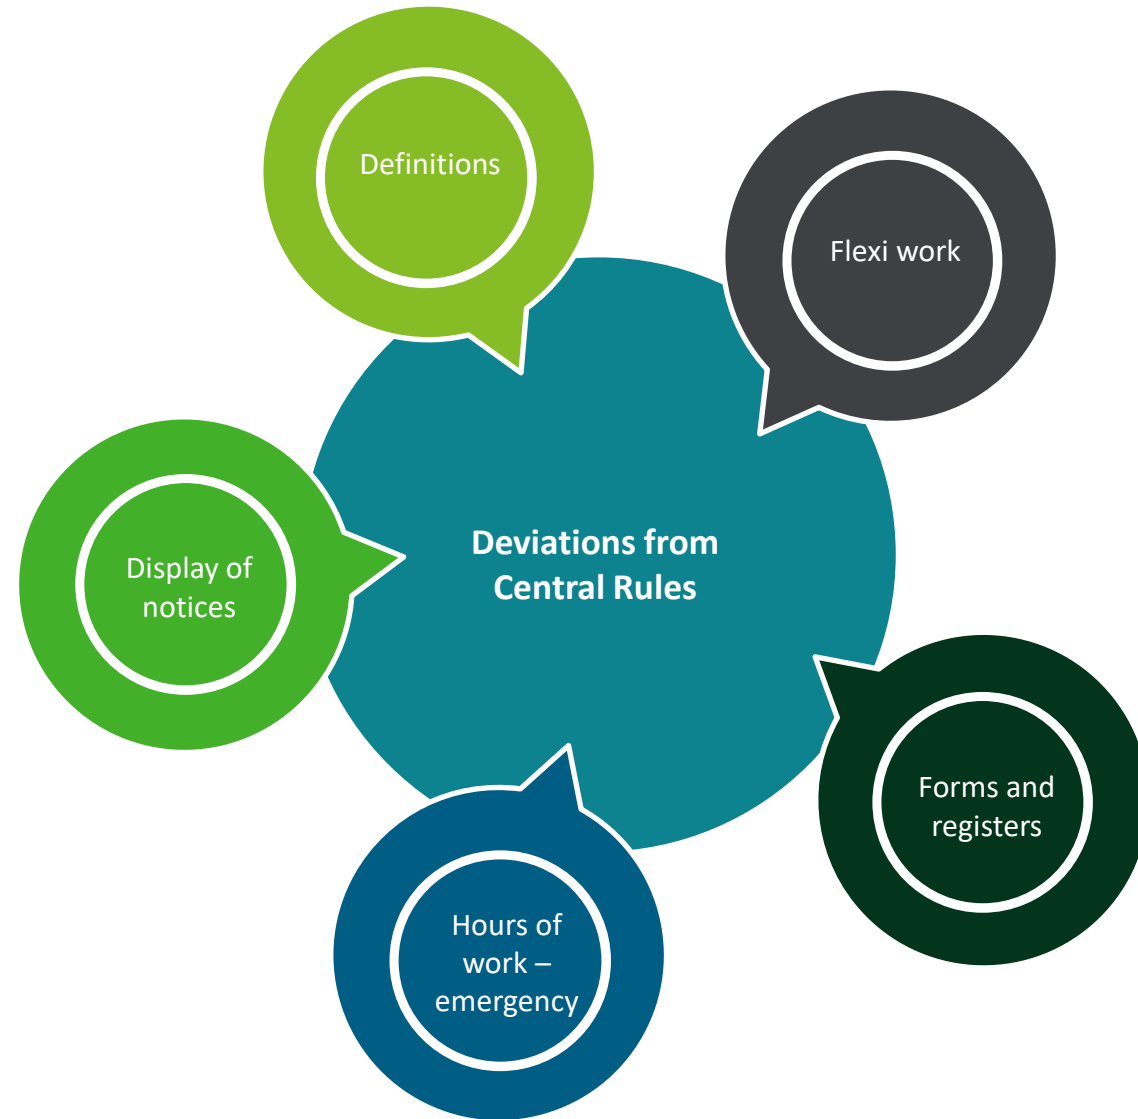 Definitions
Flexi work
Deviations from
Central Rules
Display of
notices
Forms and
registers
Hours of
work –
emergency